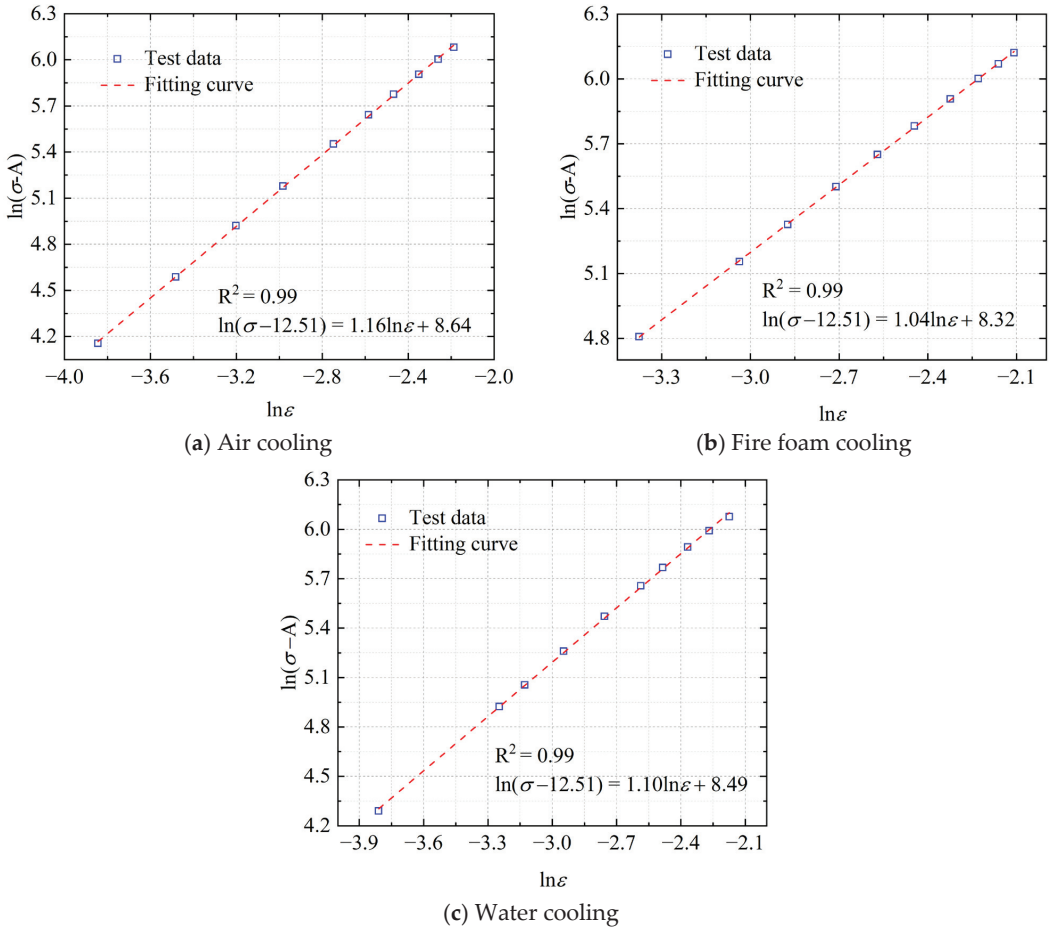 6.3
6.0
5.7
5.4
5.1
4.8
4.5
4.2
ln(σ-A)
Test data
Fitting curve
R² = 0.99
ln(σ−12.51) = 1.16lnε + 8.64
−4.0 −3.6 −3.2 −2.8 −2.4 −2.0
lnε
(a) Air cooling
6.3
6.0
5.7
5.4
5.1
4.8
ln(σ-A)
Test data
Fitting curve
R² = 0.99
ln(σ−12.51) = 1.04lnε + 8.32
−3.3 −3.0 −2.7 −2.4 −2.1
lnε
(b) Fire foam cooling
6.3
6.0
5.7
5.4
5.1
4.8
4.5
4.2
ln(σ−A)
Test data
Fitting curve
R² = 0.99
ln(σ−12.51) = 1.10lnε + 8.49
−3.9 −3.6 −3.3 −3.0 −2.7 −2.4 −2.1
lnε
(c) Water cooling